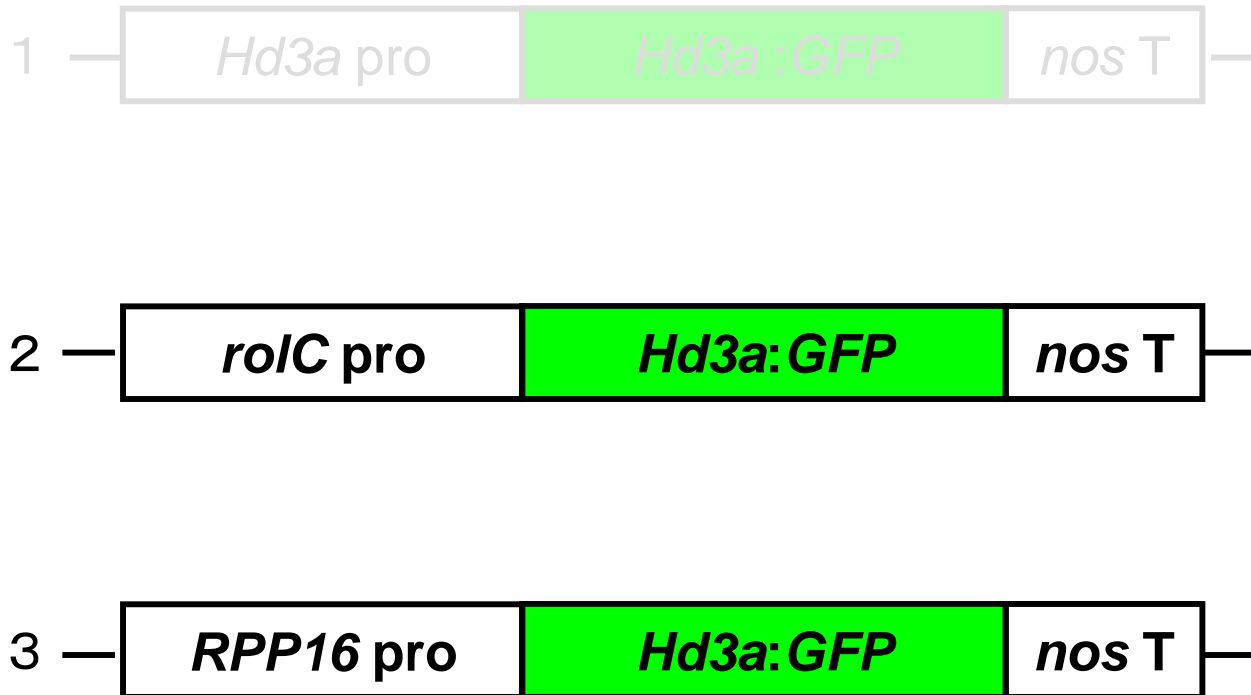 1 Hd3a pro Hd3a :GFP nos T
2 rolC pro Hd3a:GFP nos T
3 RPP16 pro Hd3a:GFP nos T